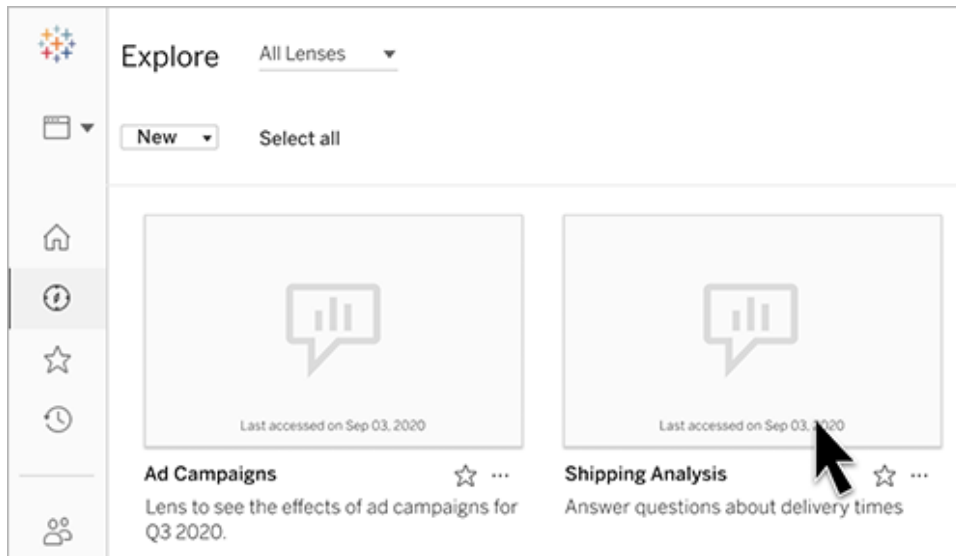 Explore
All Lenses
New
Select all
Last accessed on Sep 03, 2020
Last accessed on Sep 03, 2020
Ad Campaigns
Shipping Analysis
Lens to see the effects of ad campaigns for
Q3 2020.
Answer questions about delivery times